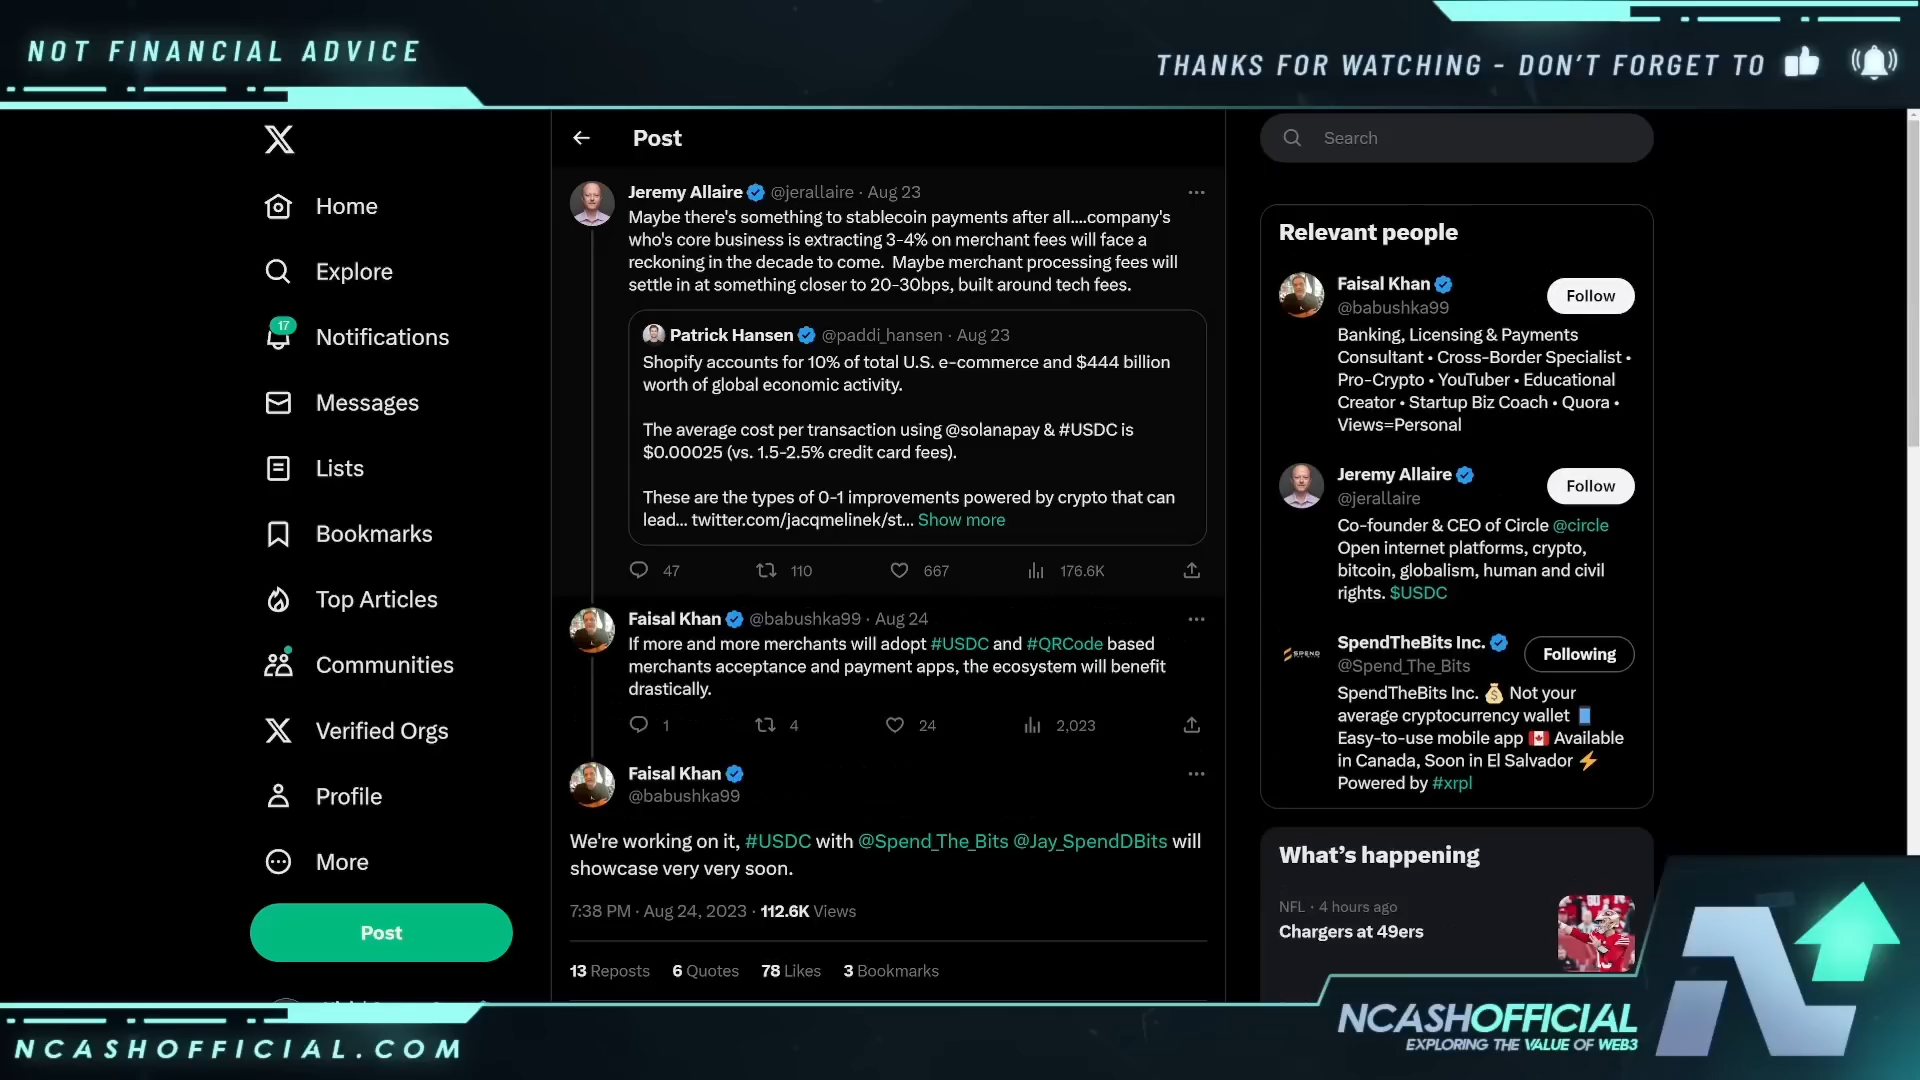 NOT FINANCIAL ADVICE
THANKS FOR WATCHING - DON'T FORGET TO
Home
Explore
17
Notifications
Messages
Lists
Bookmarks
Top Articles
Communities
Verified Orgs
Profile
More
Post
Post
Jeremy Allaire @jerallaire · Aug 23
Maybe there's something to stablecoin payments after all....company's
who's core business is extracting 3-4% on merchant fees will face a
reckoning in the decade to come.  Maybe merchant processing fees will
settle in at something closer to 20-30bps, built around tech fees.
Patrick Hansen @paddi_hansen · Aug 23
Shopify accounts for 10% of total U.S. e-commerce and $444 billion
worth of global economic activity.
The average cost per transaction using @solanapay & #USDC is
$0.00025 (vs. 1.5-2.5% credit card fees).
These are the types of 0-1 improvements powered by crypto that can
lead... twitter.com/jacqmelinek/st... Show more
47 110 667 176.6K
Faisal Khan @babushka99 · Aug 24
If more and more merchants will adopt #USDC and #QRCode based
merchants acceptance and payment apps, the ecosystem will benefit
drastically.
1 4 24 2,023
Faisal Khan
@babushka99
We're working on it, #USDC with @Spend_The_Bits @Jay_SpendDBits will
showcase very very soon.
7:38 PM · Aug 24, 2023 · 112.6K Views
13 Reposts 6 Quotes 78 Likes 3 Bookmarks
Search
Relevant people
Faisal Khan
@babushka99
Follow
Banking, Licensing & Payments
Consultant • Cross-Border Specialist •
Pro-Crypto • YouTuber • Educational
Creator • Startup Biz Coach • Quora •
Views=Personal
Jeremy Allaire
@jerallaire
Follow
Co-founder & CEO of Circle @circle
Open internet platforms, crypto,
bitcoin, globalism, human and civil
rights. $USDC
SPEND
SpendTheBits Inc.
@Spend_The_Bits
Following
SpendTheBits Inc. 💰 Not your
average cryptocurrency wallet 📱
Easy-to-use mobile app 🇨🇦 Available
in Canada, Soon in El Salvador ⚡
Powered by #xrpl
What's happening
NFL · 4 hours ago
Chargers at 49ers
NCASHOFFICIAL
EXPLORING THE VALUE OF WEB3
NCASHOFFICIAL.COM